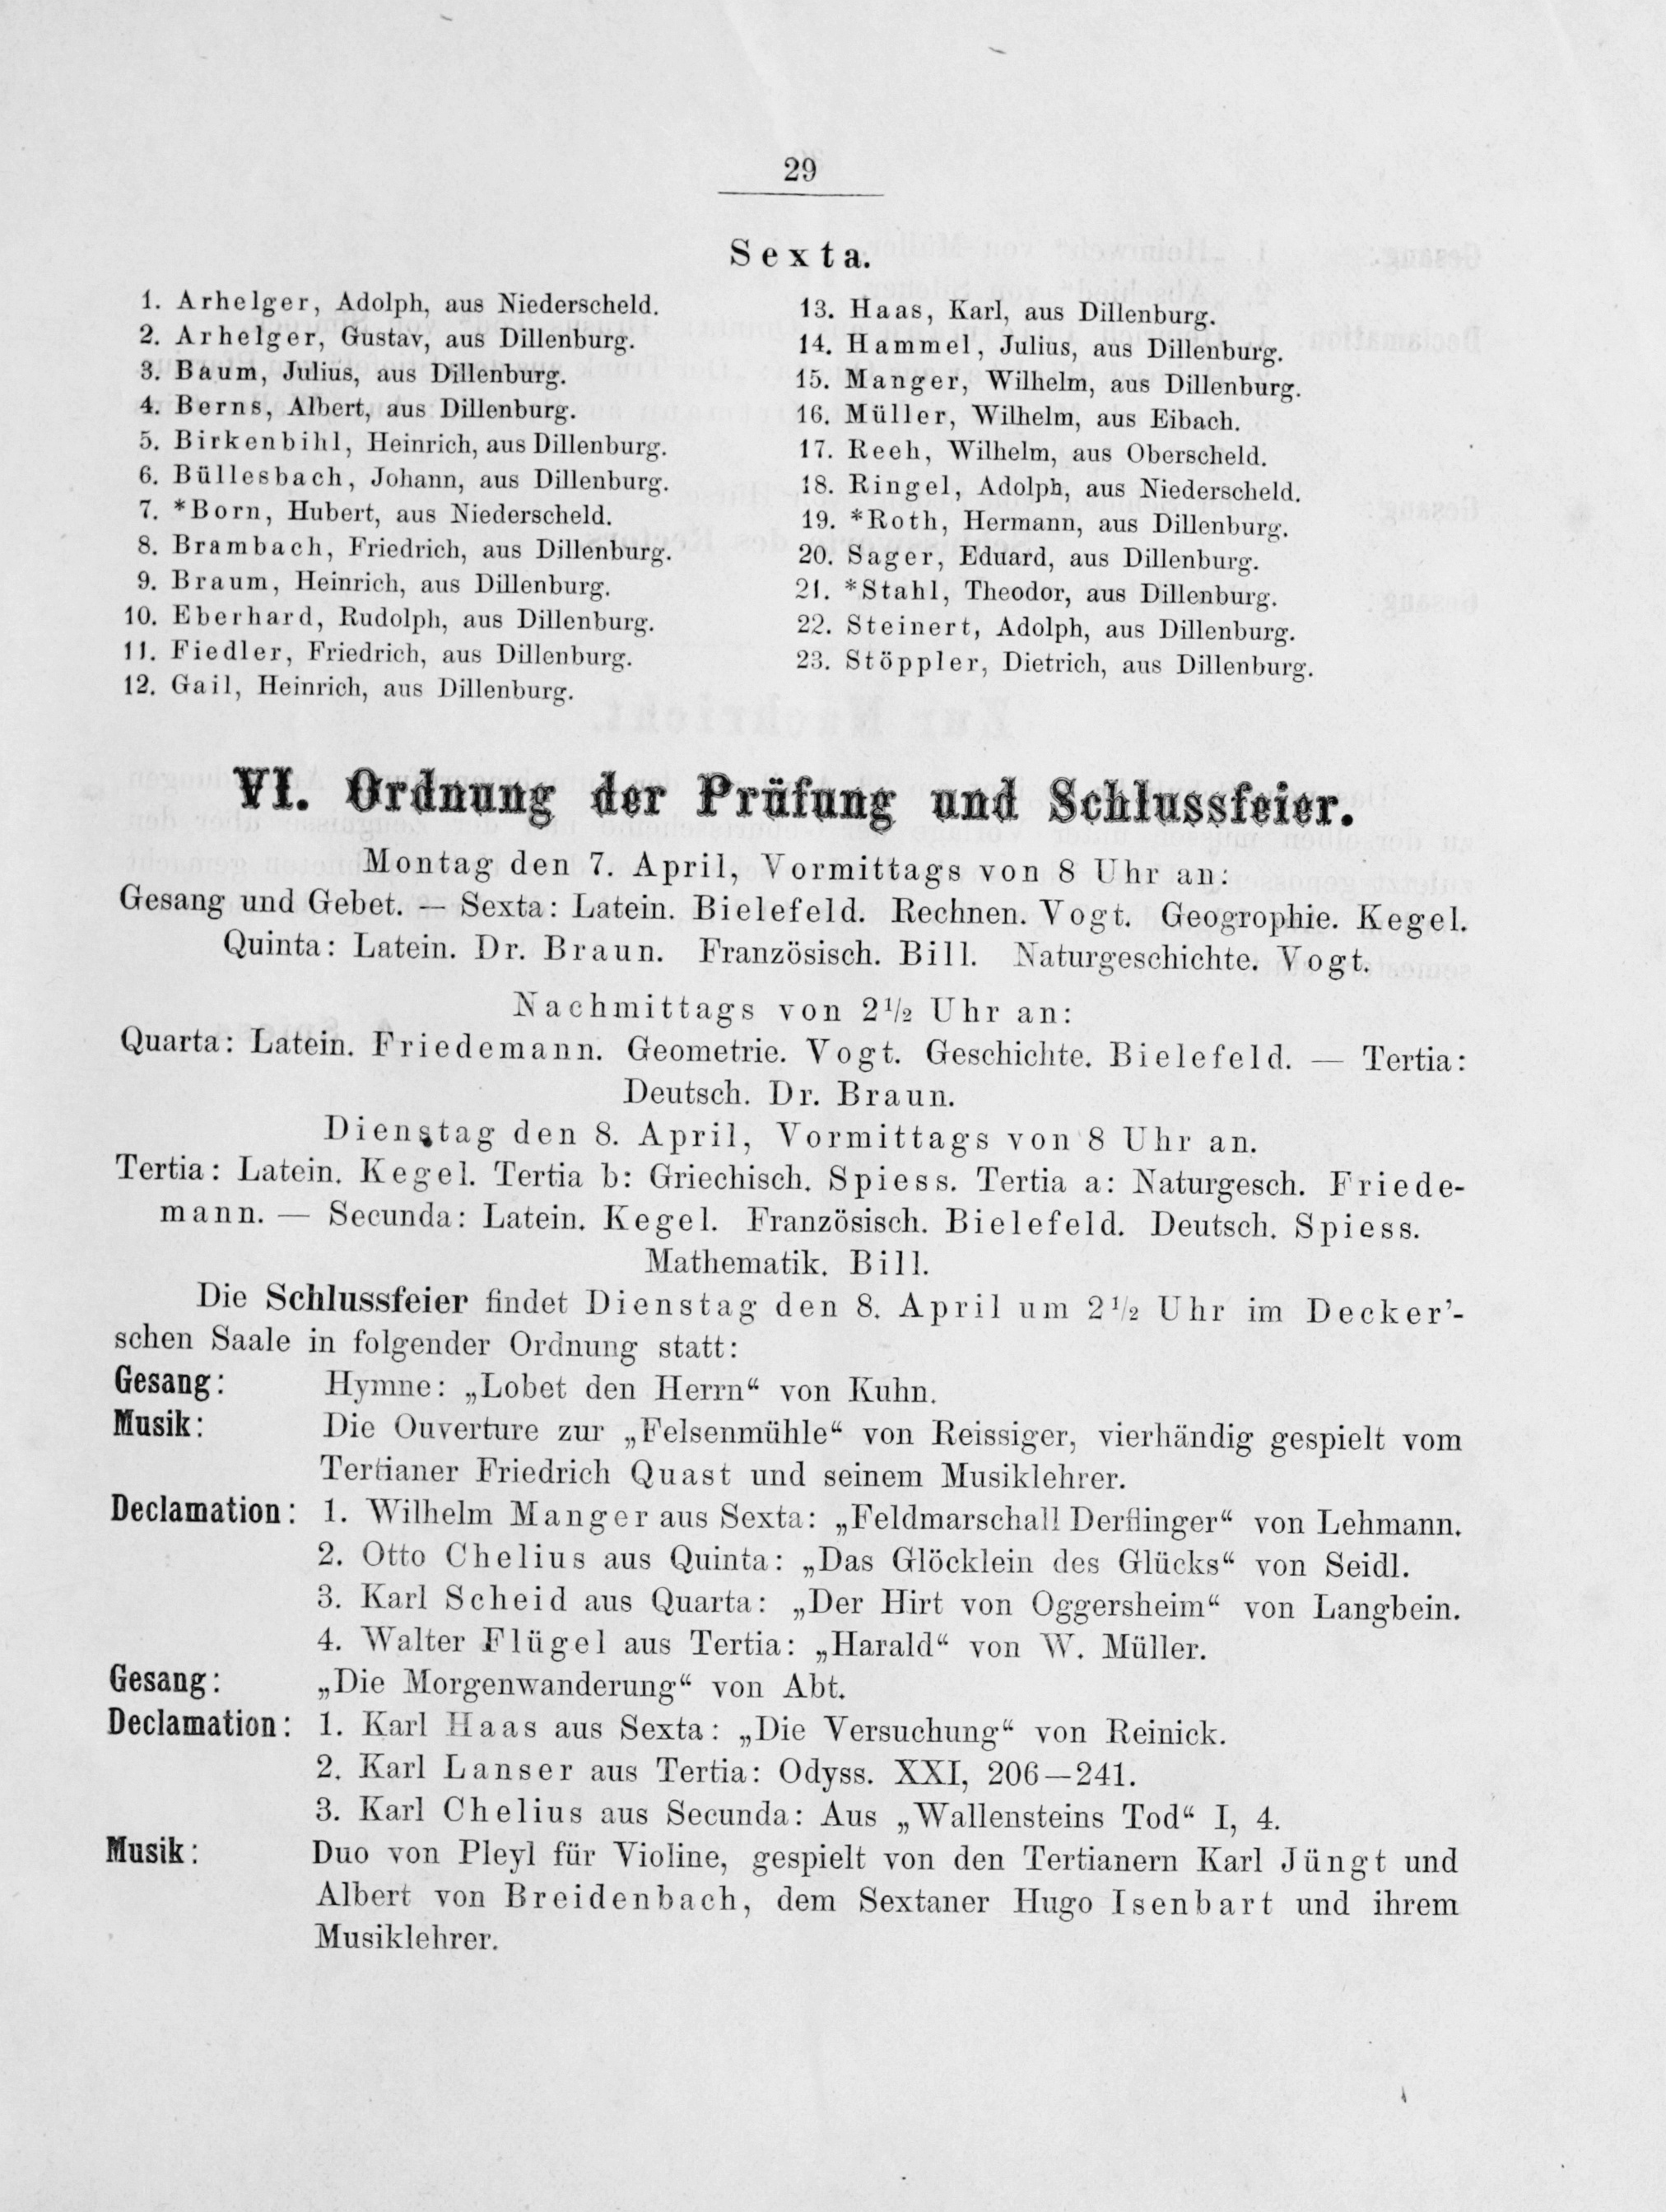 29
Sexta.
1. Arhelger, Adolph, aus Niederscheld.
2. Arhelger, Gustav, aus Dillenburg.
3. Baum, Julius, aus Dillenburg.
4. Berns, Albert, aus Dillenburg.
5. Birkenbihl, Heinrich, aus Dillenburg.
6. Büllesbach, Johann, aus Dillenburg.
7. *Born, Hubert, aus Niederscheld.
8. Brambach, Friedrich, aus Dillenburg.
9. Braum, Heinrich, aus Dillenburg.
10. Eberhard, Rudolph, aus Dillenburg.
11. Fiedler, Friedrich, aus Dillenburg.
12. Gail, Heinrich, aus Dillenburg.
13. Haas, Karl, aus Dillenburg.
14. Hammel, Julius, aus Dillenburg.
15. Manger, Wilhelm, aus Dillenburg.
16. Müller, Wilhelm, aus Eibach.
17. Reeh, Wilhelm, aus Oberscheld.
18. Ringel, Adolph, aus Niederscheld.
19. *Roth, Hermann, aus Dillenburg.
20. Sager, Eduard, aus Dillenburg.
21. *Stahl, Theodor, aus Dillenburg.
22. Steinert, Adolph, aus Dillenburg.
23. Stöppler, Dietrich, aus Dillenburg.
VI. Ordnung der Prüfung und Schlussfeier.
Montag den 7. April, Vormittags von 8 Uhr an:
Gesang und Gebet. — Sexta: Latein. Bielefeld. Rechnen. Vogt. Geogrophie. Kegel.
Quinta: Latein. Dr. Braun. Französisch. Bill. Naturgeschichte. Vogt.
Nachmittags von 2½ Uhr an:
Quarta: Latein. Friedemann. Geometrie. Vogt. Geschichte. Bielefeld. — Tertia:
Deutsch. Dr. Braun.
Dienstag den 8. April, Vormittags von 8 Uhr an.
Tertia: Latein. Kegel. Tertia b: Griechisch. Spiess. Tertia a: Naturgesch. Friede-
mann. — Secunda: Latein. Kegel. Französisch. Bielefeld. Deutsch. Spiess.
Mathematik. Bill.
Die Schlussfeier findet Dienstag den 8. April um 2½ Uhr im Decker'-
schen Saale in folgender Ordnung statt:
Gesang: Hymne: „Lobet den Herrn“ von Kuhn.
Musik: Die Ouverture zur „Felsenmühle“ von Reissiger, vierhändig gespielt vom
Tertianer Friedrich Quast und seinem Musiklehrer.
Declamation: 1. Wilhelm Manger aus Sexta: „Feldmarschall Derflinger“ von Lehmann.
2. Otto Chelius aus Quinta: „Das Glöcklein des Glücks“ von Seidl.
3. Karl Scheid aus Quarta: „Der Hirt von Oggersheim“ von Langbein.
4. Walter Flügel aus Tertia: „Harald“ von W. Müller.
Gesang: „Die Morgenwanderung“ von Abt.
Declamation: 1. Karl Haas aus Sexta: „Die Versuchung“ von Reinick.
2. Karl Lanser aus Tertia: Odyss. XXI, 206—241.
3. Karl Chelius aus Secunda: Aus „Wallensteins Tod“ I, 4.
Musik: Duo von Pleyl für Violine, gespielt von den Tertianern Karl Jüngt und
Albert von Breidenbach, dem Sextaner Hugo Isenbart und ihrem
Musiklehrer.